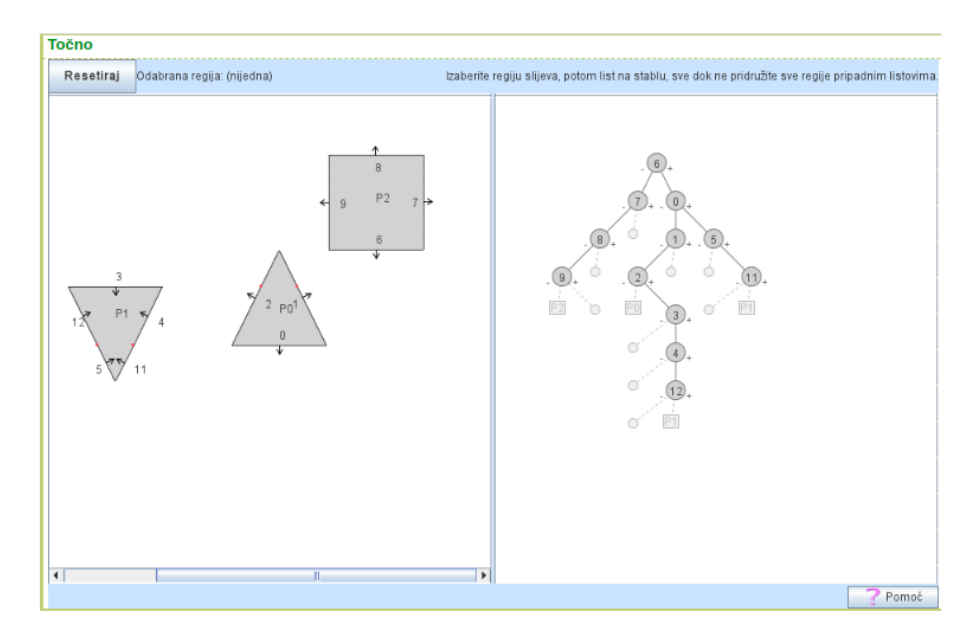 Točno
Resetiraj Odabrana regija: (nijedna) Izaberite regiju slijeva, potom list na stablu, sve dok ne pridružite sve regije pripadnim listovima.
8
9 P2 7
6
3
12 P1 4
5 11
2 P0 1
0
6
- +
7 0
- + - +
8 1 5
- + - + - +
9 2 11
- + - + - +
P2 P0 P1
3
- +
4
- +
12
- +
P1
? Pomoć